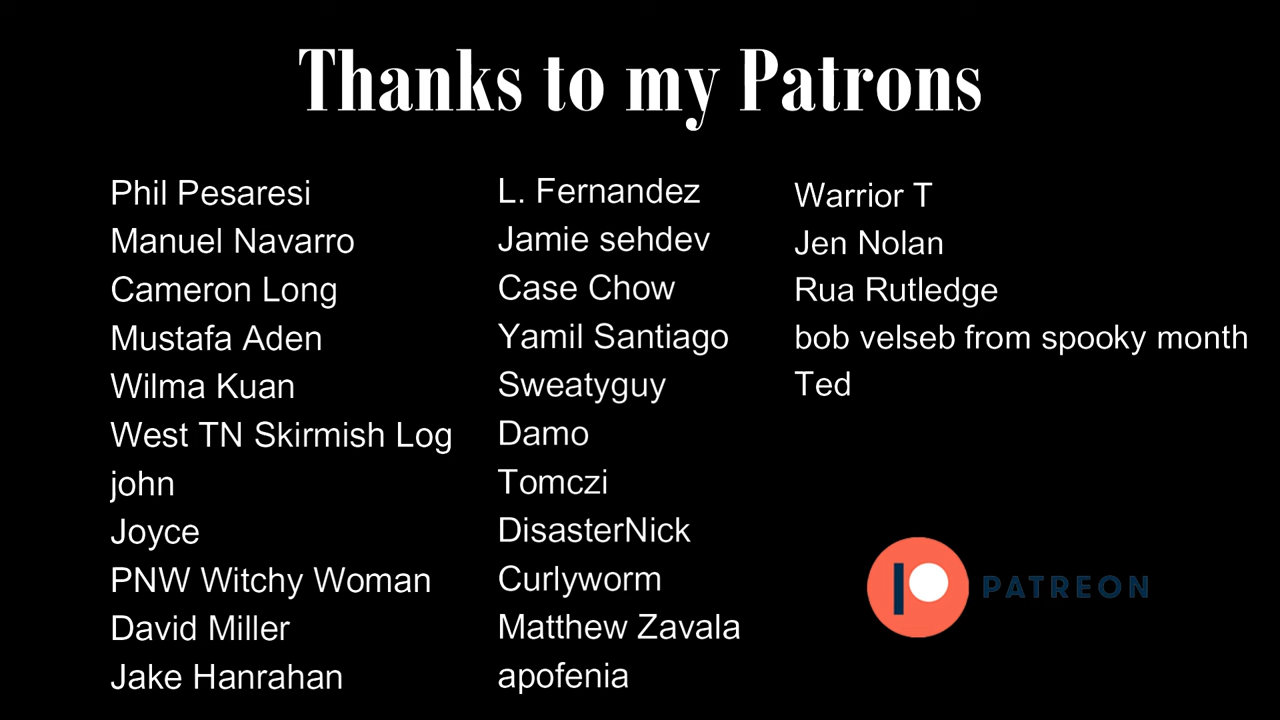 Thanks to my Patrons
Phil Pesaresi
Manuel Navarro
Cameron Long
Mustafa Aden
Wilma Kuan
West TN Skirmish Log
john
Joyce
PNW Witchy Woman
David Miller
Jake Hanrahan
L. Fernandez
Jamie sehdev
Case Chow
Yamil Santiago
Sweatyguy
Damo
Tomczi
DisasterNick
Curlyworm
Matthew Zavala
apofenia
Warrior T
Jen Nolan
Rua Rutledge
bob velseb from spooky month
Ted
PATREON